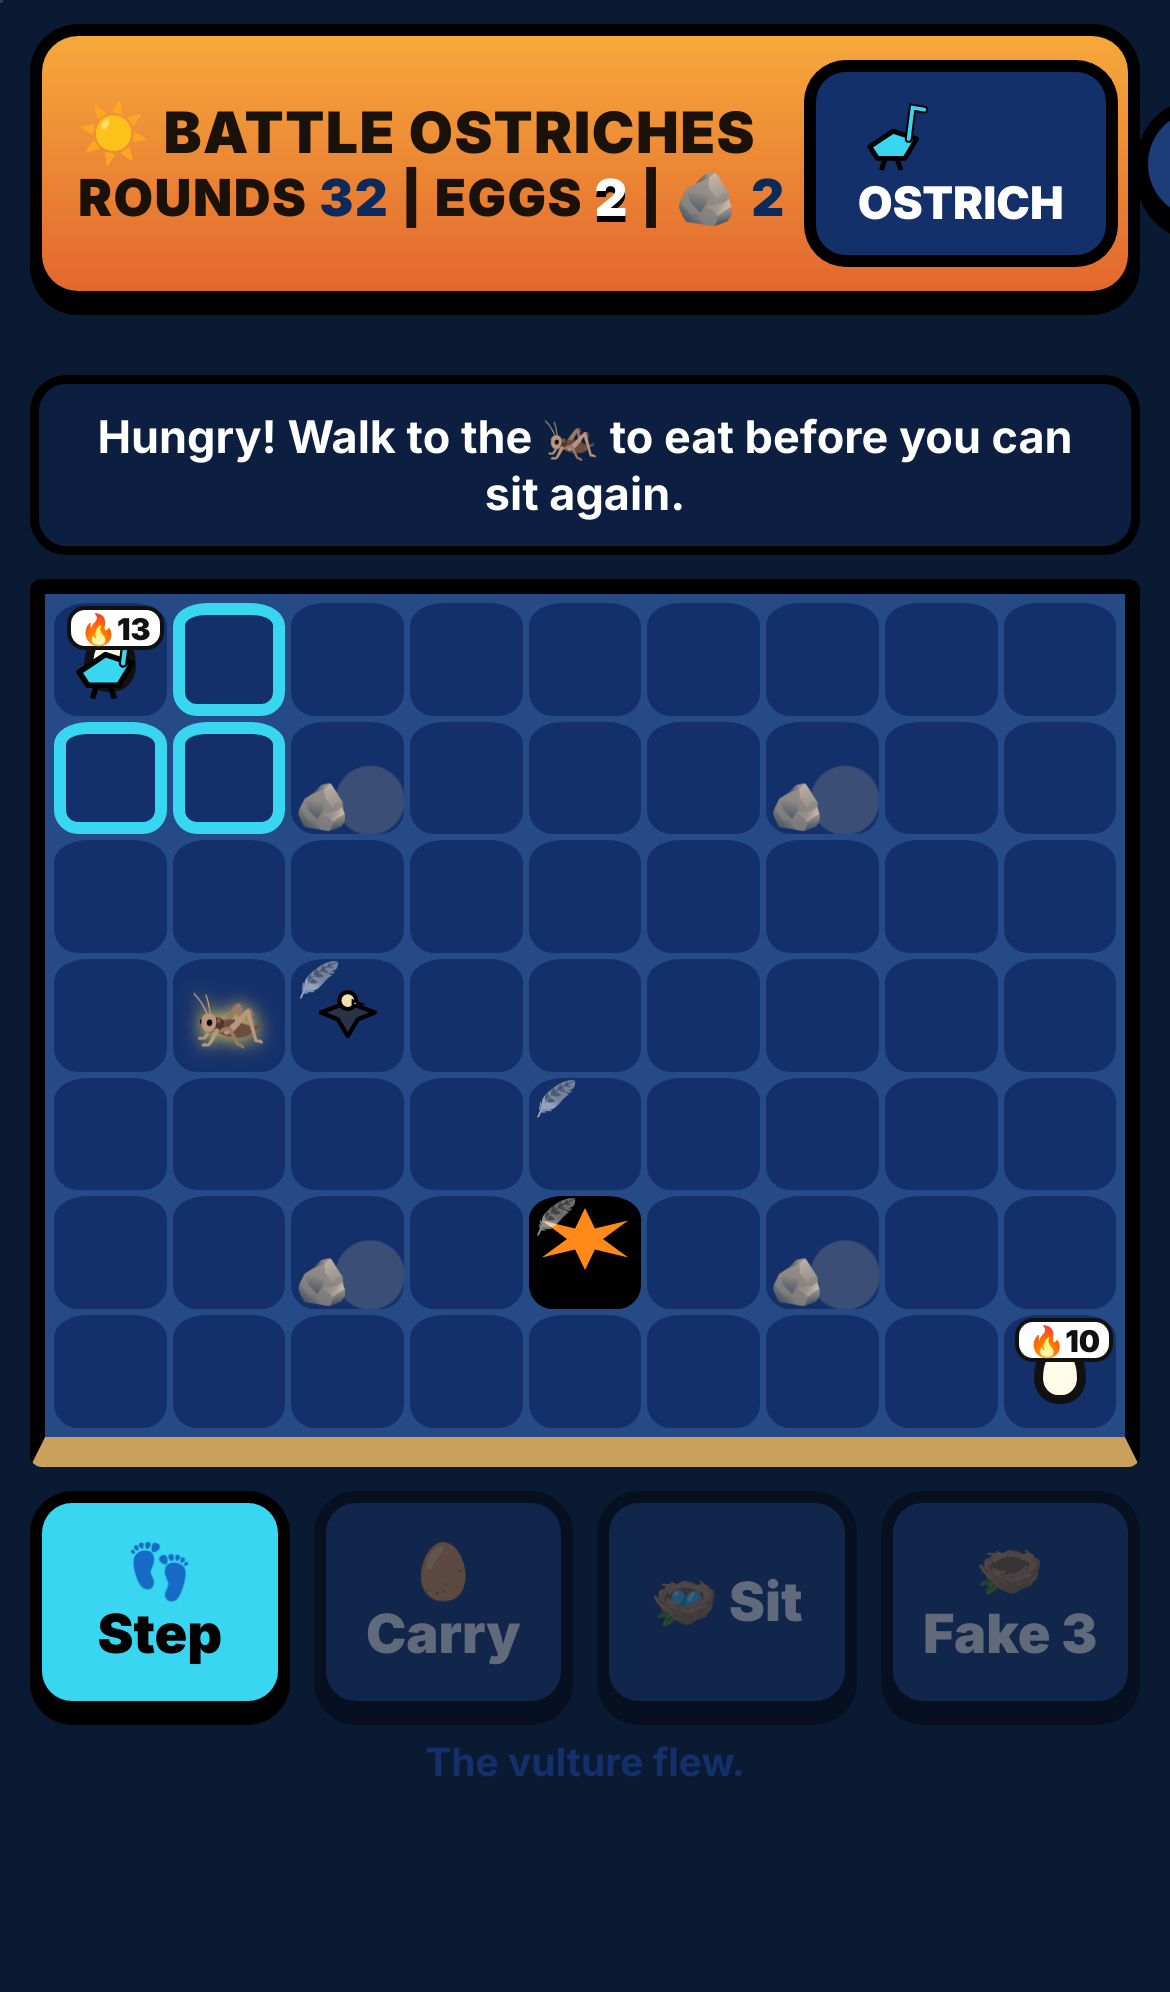 BATTLE OSTRICHES
ROUNDS 32 | EGGS 2 | 2
OSTRICH
Hungry! Walk to the to eat before you can
sit again.
13
10
Step
Carry
Sit
Fake 3
The vulture flew.